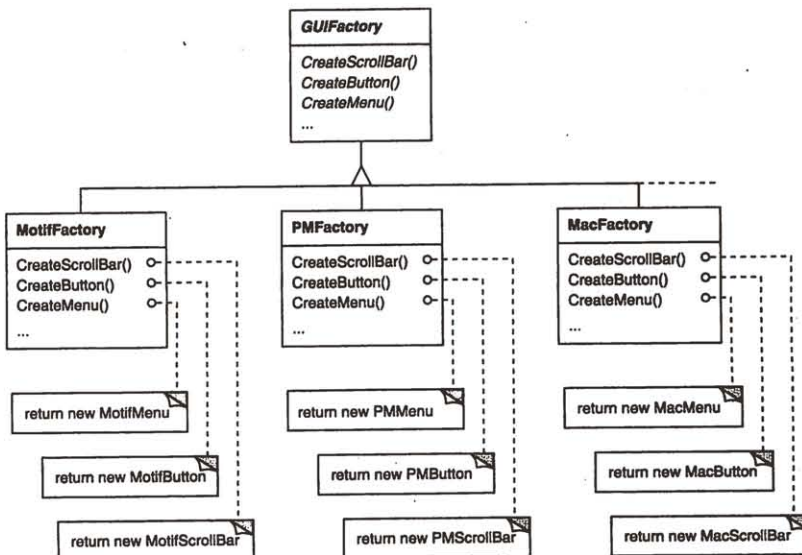 GUIFactory
CreateScrollBar()
CreateButton()
CreateMenu()
...
MotifFactory
CreateScrollBar()
CreateButton()
CreateMenu()
...
PMFactory
CreateScrollBar()
CreateButton()
CreateMenu()
...
MacFactory
CreateScrollBar()
CreateButton()
CreateMenu()
...
return new MotifMenu
return new PMMenu
return new MacMenu
return new MotifButton
return new PMButton
return new MacButton
return new MotifScrollBar
return new PMScrollBar
return new MacScrollBar